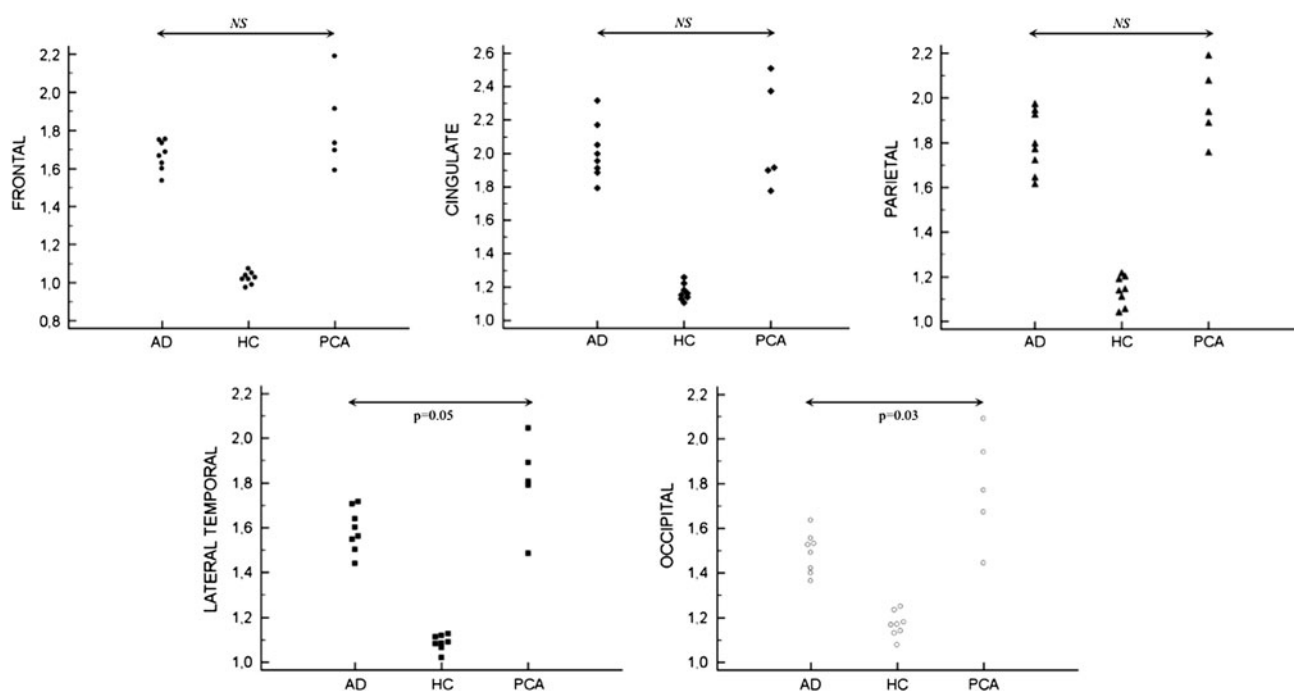 NS
FRONTAL
2.2
2.0
1.8
1.6
1.4
1.2
1.0
0.8
AD HC PCA
NS
CINGULATE
2.6
2.4
2.2
2.0
1.8
1.6
1.4
1.2
1.0
AD HC PCA
NS
PARIETAL
2.2
2.0
1.8
1.6
1.4
1.2
1.0
AD HC PCA
p=0.05
LATERAL TEMPORAL
2.2
2.0
1.8
1.6
1.4
1.2
1.0
AD HC PCA
p=0.03
OCCIPITAL
2.2
2.0
1.8
1.6
1.4
1.2
1.0
AD HC PCA